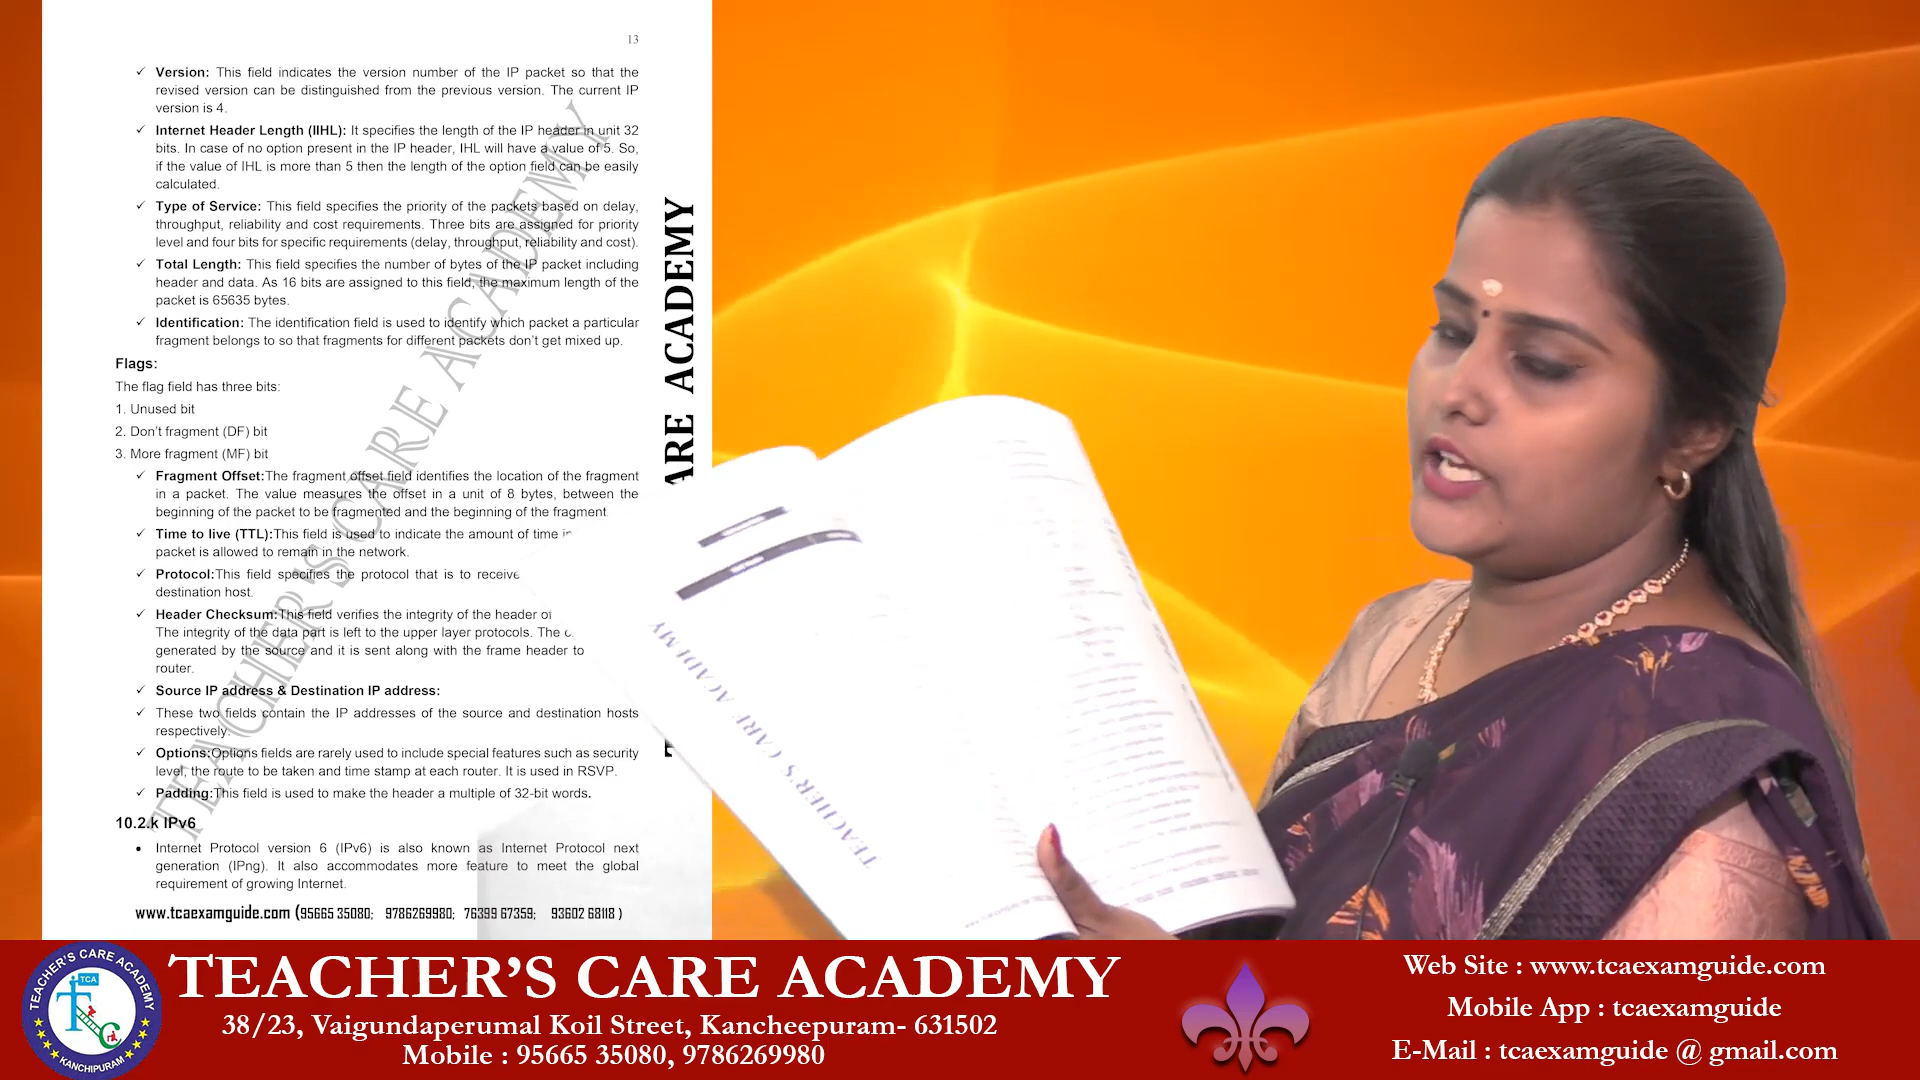 13
✓ Version: This field indicates the version number of the IP packet so that the
revised version can be distinguished from the previous version. The current IP
version is 4.
✓ Internet Header Length (IIHL): It specifies the length of the IP header in unit 32
bits. In case of no option present in the IP header, IHL will have a value of 5. So,
if the value of IHL is more than 5 then the length of the option field can be easily
calculated.
✓ Type of Service: This field specifies the priority of the packets based on delay,
throughput, reliability and cost requirements. Three bits are assigned for priority
level and four bits for specific requirements (delay, throughput, reliability and cost).
✓ Total Length: This field specifies the number of bytes of the IP packet including
header and data. As 16 bits are assigned to this field, the maximum length of the
packet is 65635 bytes.
✓ Identification: The identification field is used to identify which packet a particular
fragment belongs to so that fragments for different packets don't get mixed up.
Flags:
The flag field has three bits:
1. Unused bit
2. Don't fragment (DF) bit
3. More fragment (MF) bit
✓ Fragment Offset:The fragment offset field identifies the location of the fragment
in a packet. The value measures the offset in a unit of 8 bytes, between the
beginning of the packet to be fragmented and the beginning of the fragment
✓ Time to live (TTL):This field is used to indicate the amount of time
packet is allowed to remain in the network.
✓ Protocol:This field specifies the protocol that is to receive
destination host.
✓ Header Checksum:This field verifies the integrity of the header of
The integrity of the data part is left to the upper layer protocols. The
generated by the source and it is sent along with the frame header to
router.
✓ Source IP address & Destination IP address:
✓ These two fields contain the IP addresses of the source and destination hosts
respectively.
✓ Options:Options fields are rarely used to include special features such as security
level, the route to be taken and time stamp at each router. It is used in RSVP.
✓ Padding:This field is used to make the header a multiple of 32-bit words.
10.2.k IPv6
• Internet Protocol version 6 (IPv6) is also known as Internet Protocol next
generation (IPng). It also accommodates more feature to meet the global
requirement of growing Internet.
www.tcaexamguide.com (95665 35080; 9786269980; 76399 67359; 93602 68118 )
TEACHER'S CARE ACADEMY
ARE ACADEMY
TEACHER'S CARE ACADEMY
TEACHER'S CARE ACADEMY
TCA
KANCHIPURAM
TEACHER'S CARE ACADEMY
38/23, Vaigundaperumal Koil Street, Kancheepuram- 631502
Mobile : 95665 35080, 9786269980
Web Site : www.tcaexamguide.com
Mobile App : tcaexamguide
E-Mail : tcaexamguide @ gmail.com